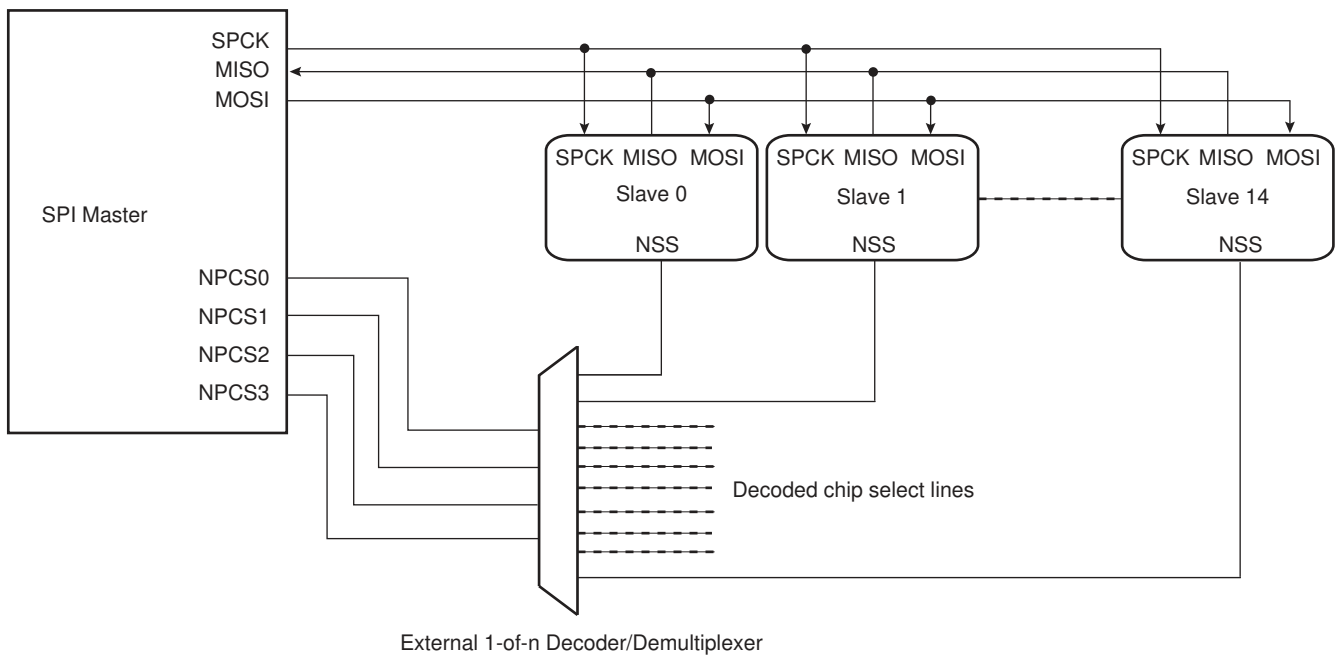 SPCK
MISO
MOSI
SPI Master
NPCS0
NPCS1
NPCS2
NPCS3
SPCK MISO MOSI
Slave 0
NSS
SPCK MISO MOSI
Slave 1
NSS
SPCK MISO MOSI
Slave 14
NSS
Decoded chip select lines
External 1-of-n Decoder/Demultiplexer